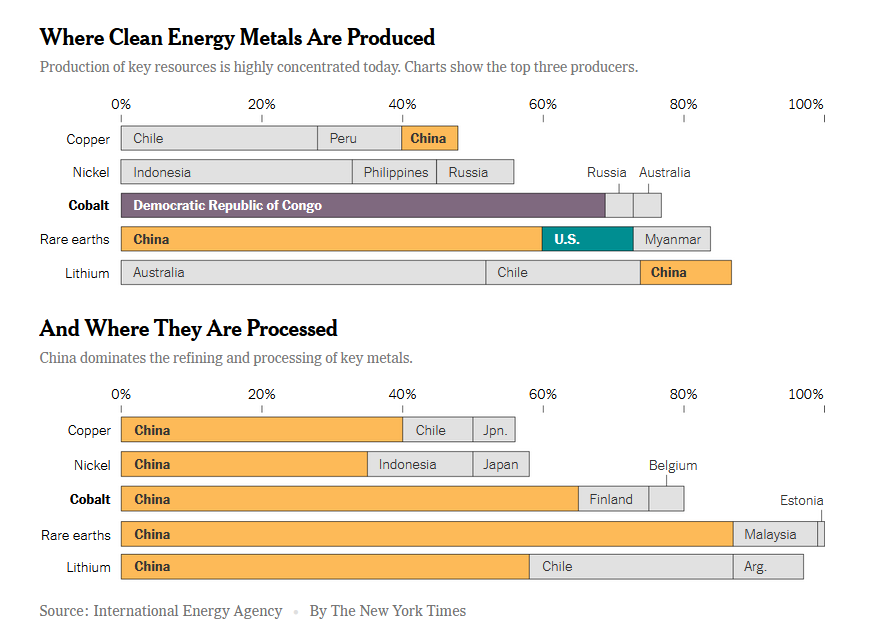 Where Clean Energy Metals Are Produced
Production of key resources is highly concentrated today. Charts show the top three producers.
0% 20% 40% 60% 80% 100%
Copper Chile Peru China
Nickel Indonesia Philippines Russia
Russia Australia
Cobalt Democratic Republic of Congo
Rare earths China U.S. Myanmar
Lithium Australia Chile China
And Where They Are Processed
China dominates the refining and processing of key metals.
0% 20% 40% 60% 80% 100%
Copper China Chile Jpn.
Nickel China Indonesia Japan
Belgium
Cobalt China Finland
Estonia
Rare earths China Malaysia
Lithium China Chile Arg.
Source: International Energy Agency • By The New York Times